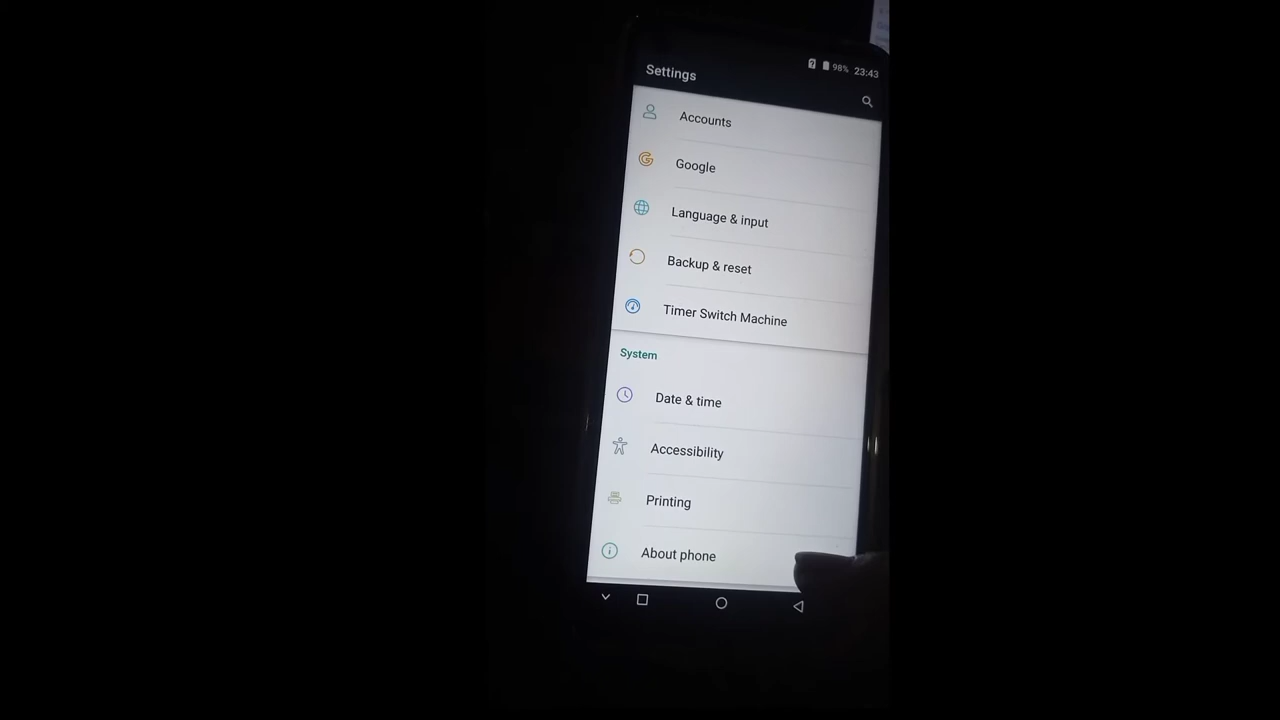 98% 23:43
Settings
Accounts
Google
Language & input
Backup & reset
Timer Switch Machine
System
Date & time
Accessibility
Printing
About phone